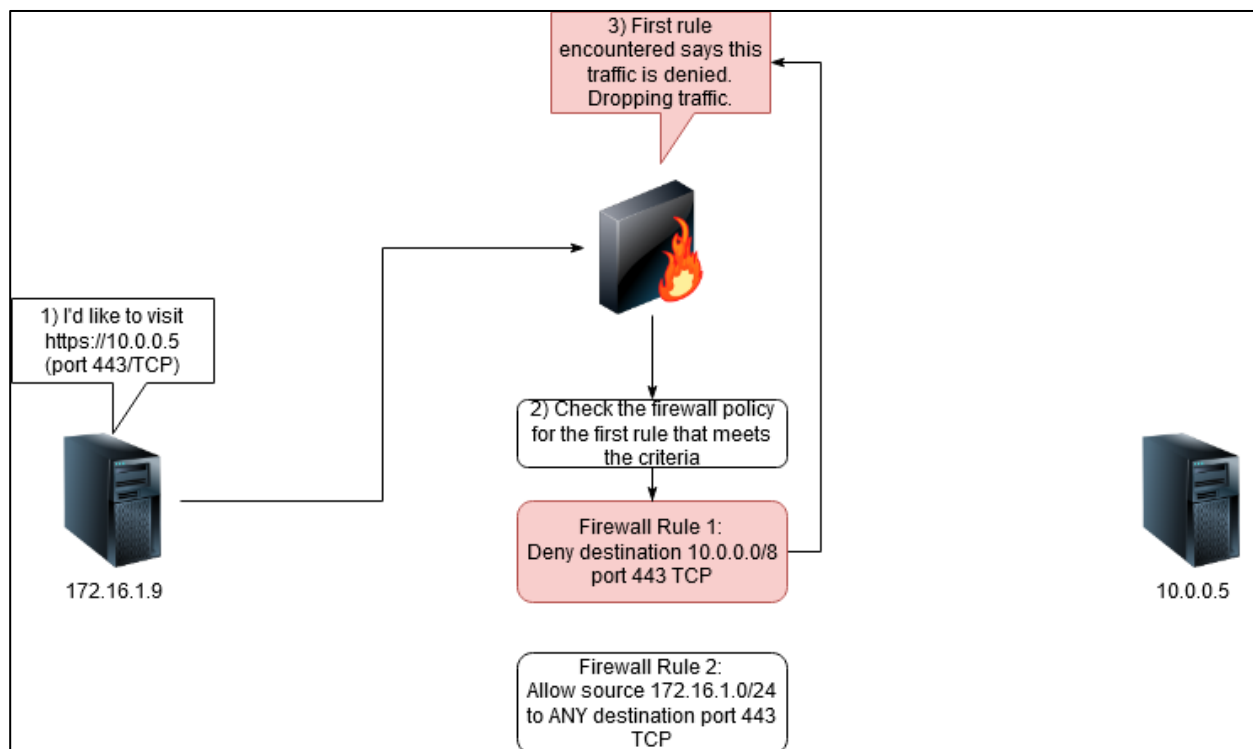 3) First rule
encountered says this
traffic is denied.
Dropping traffic.
1) I'd like to visit
https://10.0.0.5
(port 443/TCP)
2) Check the firewall policy
for the first rule that meets
the criteria
Firewall Rule 1:
Deny destination 10.0.0.0/8
port 443 TCP
172.16.1.9
10.0.0.5
Firewall Rule 2:
Allow source 172.16.1.0/24
to ANY destination port 443
TCP